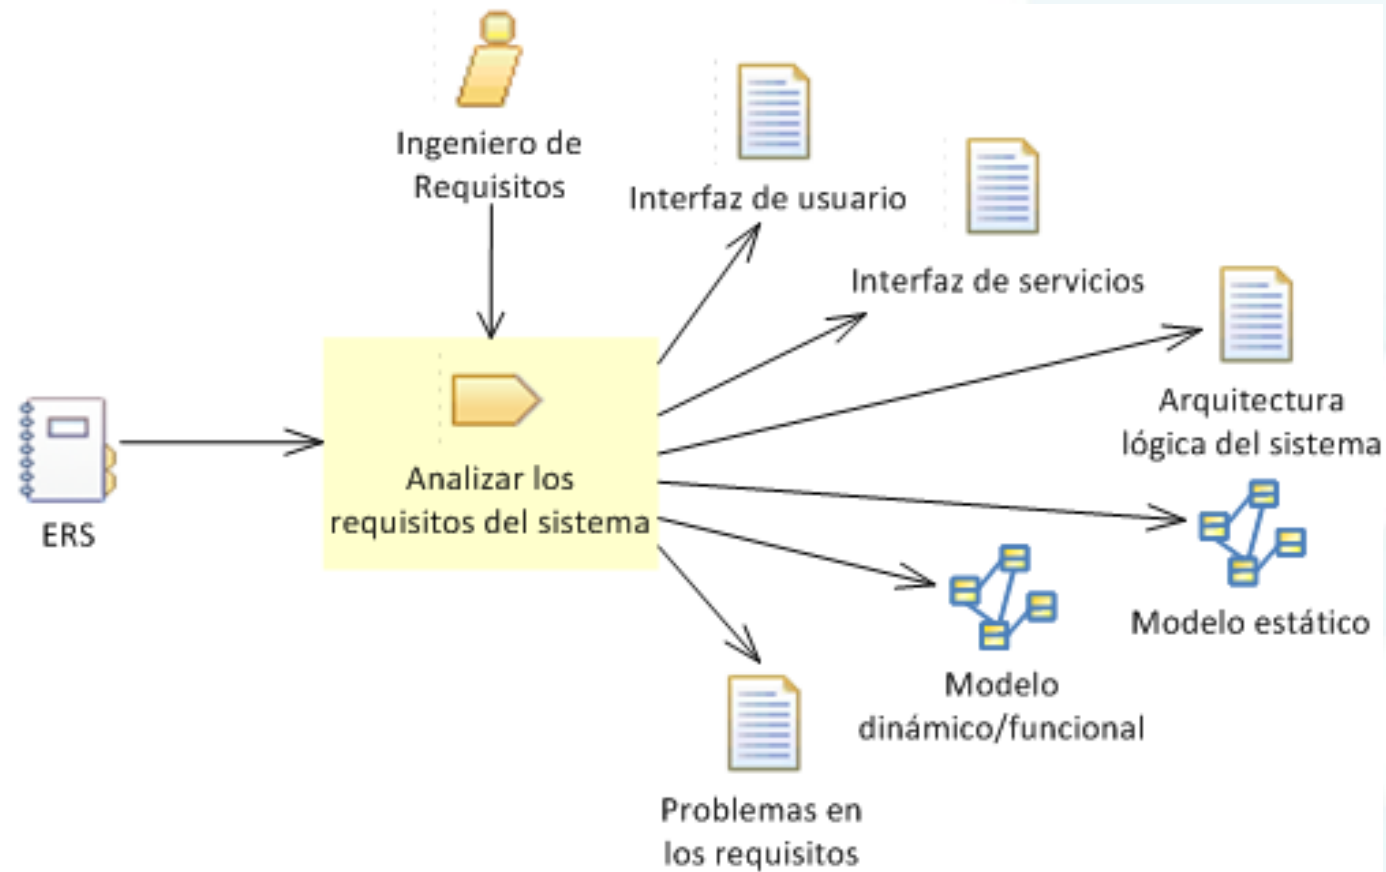 Ingeniero de
Requisitos
Interfaz de usuario
Interfaz de servicios
Arquitectura
lógica del sistema
Analizar los
requisitos del sistema
ERS
Modelo estático
Modelo
dinámico/funcional
Problemas en
los requisitos